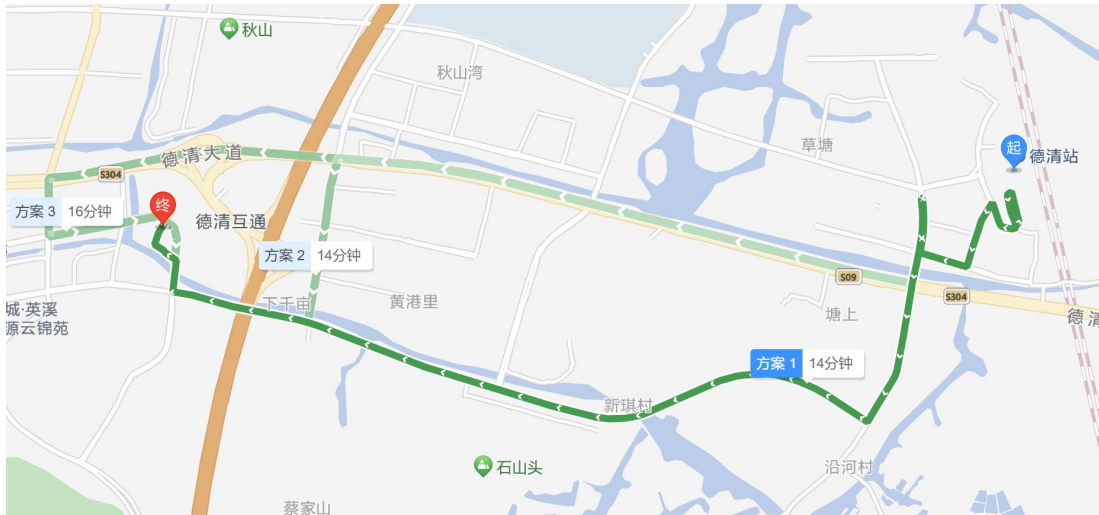 秋山
秋山湾
草塘
起
德清站
德清大道
S304
终
方案 3 16分钟
德清互通
方案 2 14分钟
S09
S304
德清
下千亩
黄港里
塘上
城·英溪
源云锦苑
方案 1 14分钟
新琪村
石山头
沿河村
蔡家山